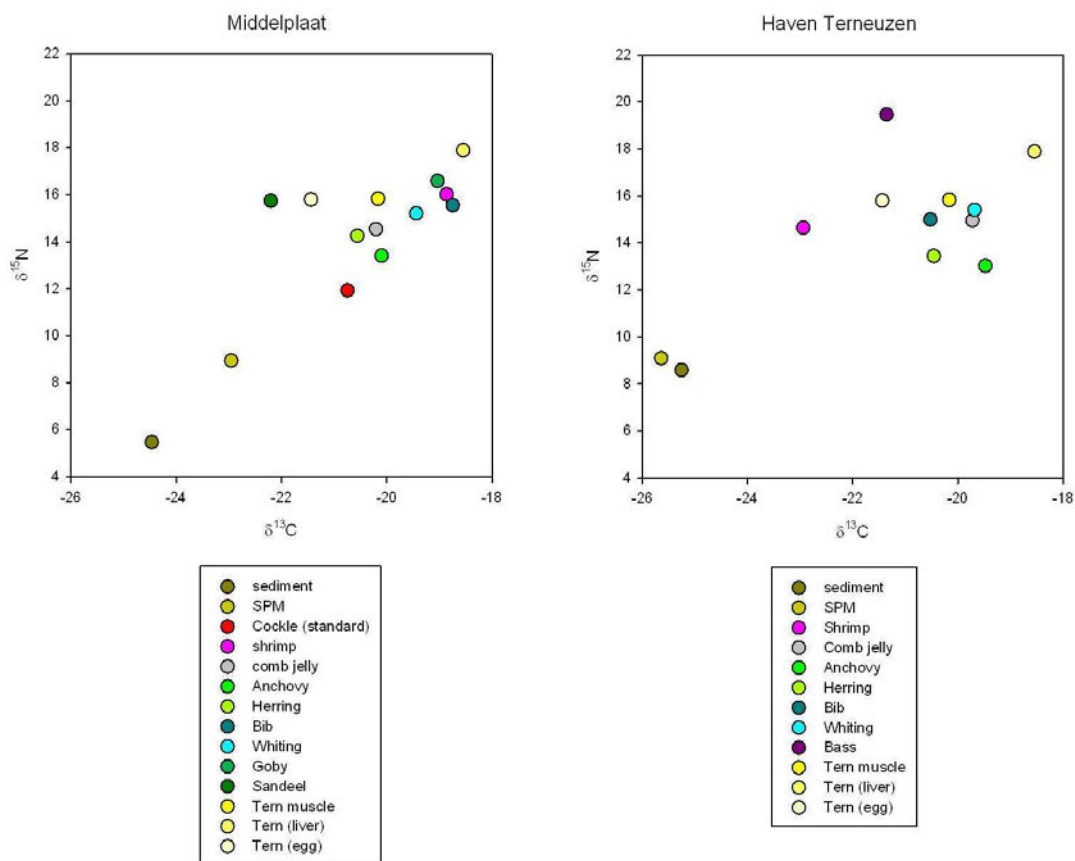 Middelplaat
22
20
18
16
14
12
10
8
6
4
δ15N
-26
-24
-22
-20
-18
δ13C
sediment
SPM
Cockle (standard)
shrimp
comb jelly
Anchovy
Herring
Bib
Whiting
Goby
Sandeel
Tern muscle
Tern (liver)
Tern (egg)
Haven Terneuzen
22
20
18
16
14
12
10
8
6
4
δ15N
-26
-24
-22
-20
-18
δ13C
sediment
SPM
Shrimp
Comb jelly
Anchovy
Herring
Bib
Whiting
Bass
Tern muscle
Tern (liver)
Tern (egg)